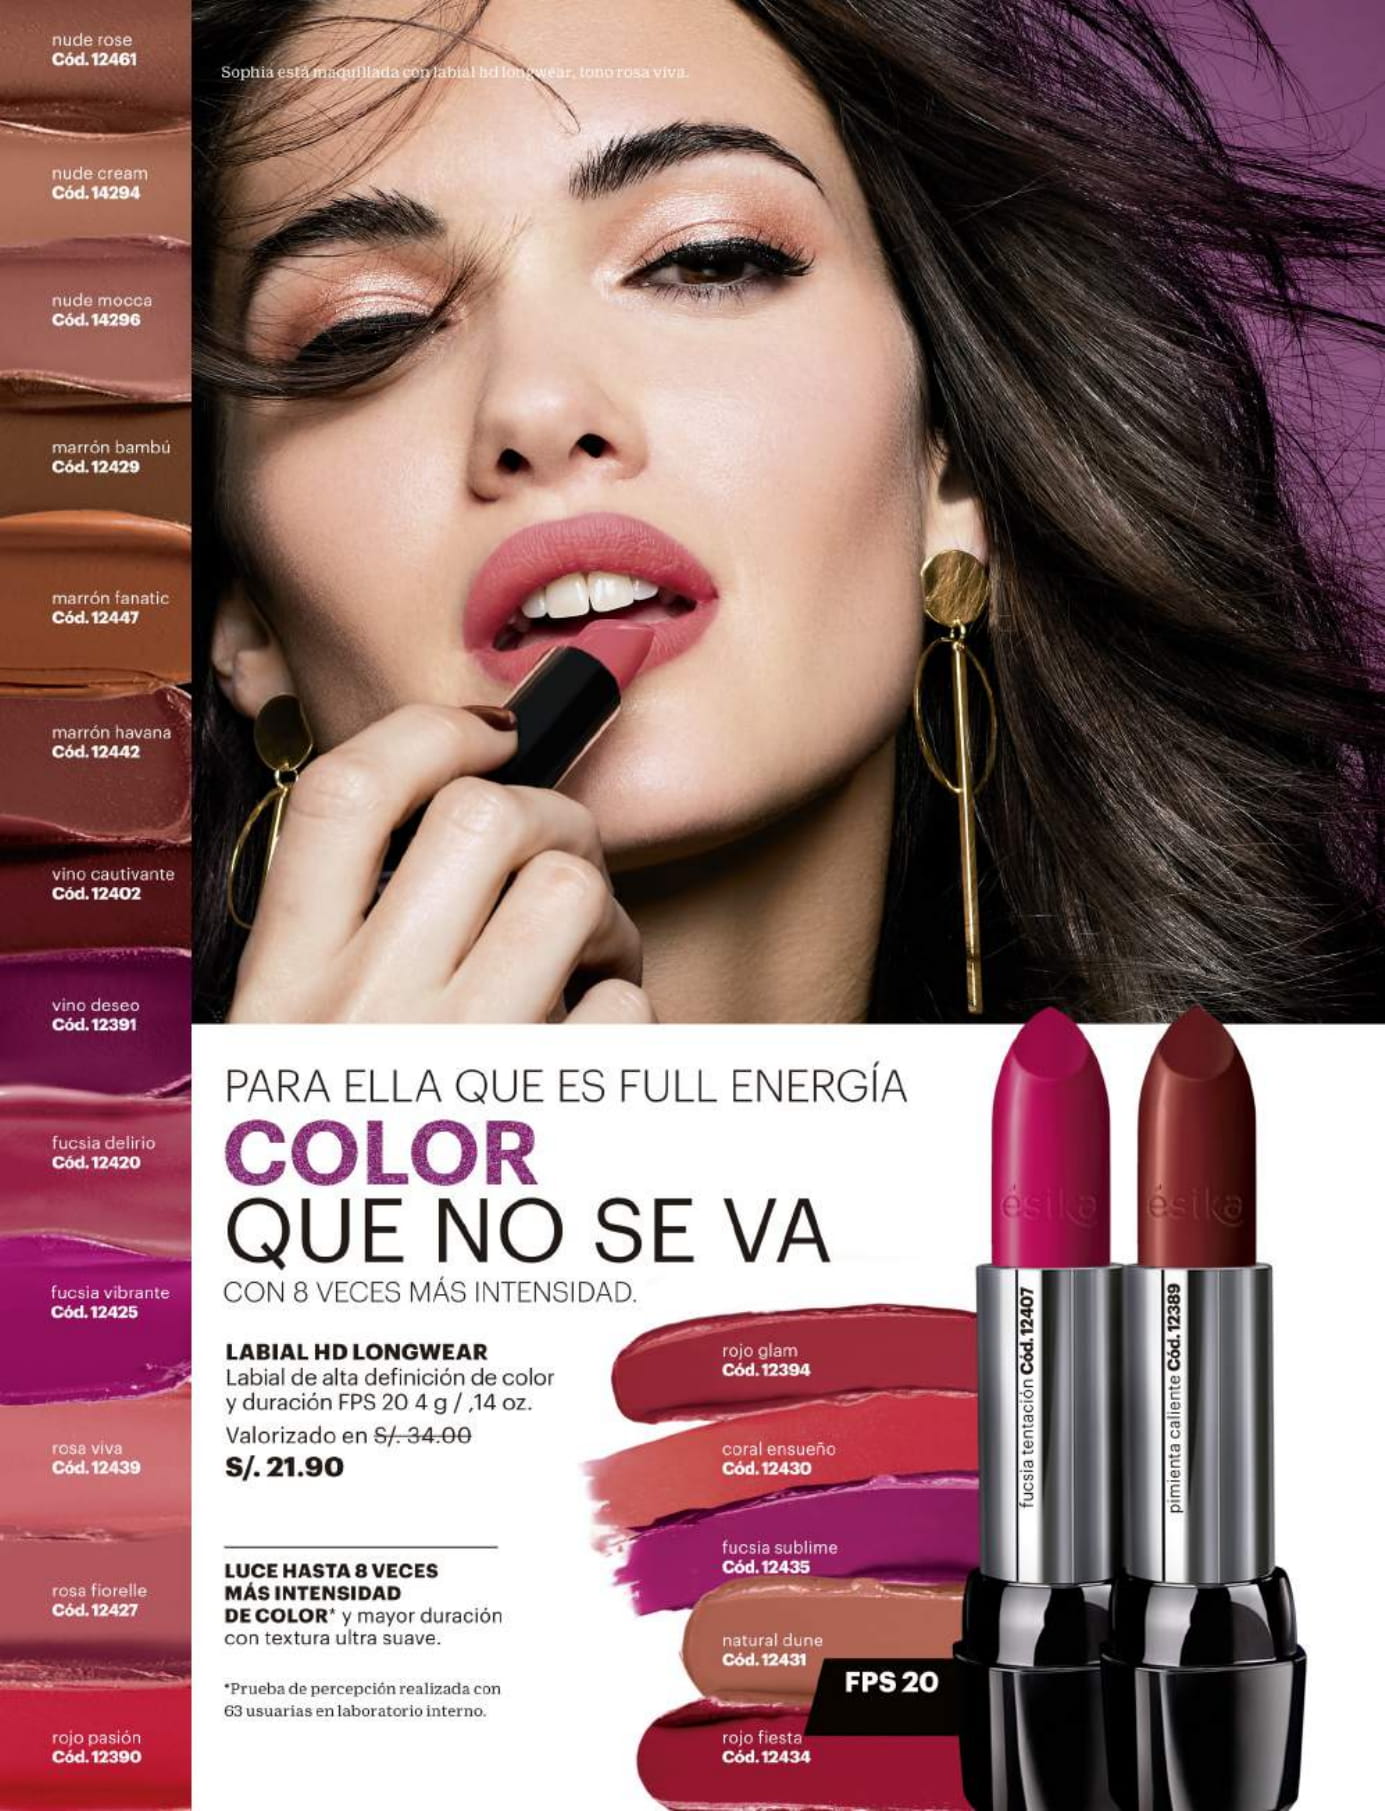 nude rose
Cód. 12461
nude cream
Cód. 14294
nude mocca
Cód. 14296
marrón bambú
Cód. 12429
marrón fanatic
Cód. 12447
marrón havana
Cód. 12442
vino cautivante
Cód. 12402
vino deseo
Cód. 12391
fucsia delirio
Cód. 12420
fucsia vibrante
Cód. 12425
rosa viva
Cód. 12439
rosa fiorelle
Cód. 12427
rojo pasión
Cód. 12390
Sophia está maquillada con labial hd longwear, tono rosa viva.
PARA ELLA QUE ES FULL ENERGÍA
COLOR
QUE NO SE VA
CON 8 VECES MÁS INTENSIDAD.
LABIAL HD LONGWEAR
Labial de alta definición de color
y duración FPS 20 4 g / ,14 oz.
Valorizado en S/. 34.00
S/. 21.90
LUCE HASTA 8 VECES
MÁS INTENSIDAD
DE COLOR* y mayor duración
con textura ultra suave.
*Prueba de percepción realizada con
63 usuarias en laboratorio interno.
rojo glam
Cód. 12394
coral ensueño
Cód. 12430
fucsia sublime
Cód. 12435
natural dune
Cód. 12431
rojo fiesta
Cód. 12434
FPS 20
ésika
fucsia tentación Cód. 12407
ésika
pimienta caliente Cód. 12389